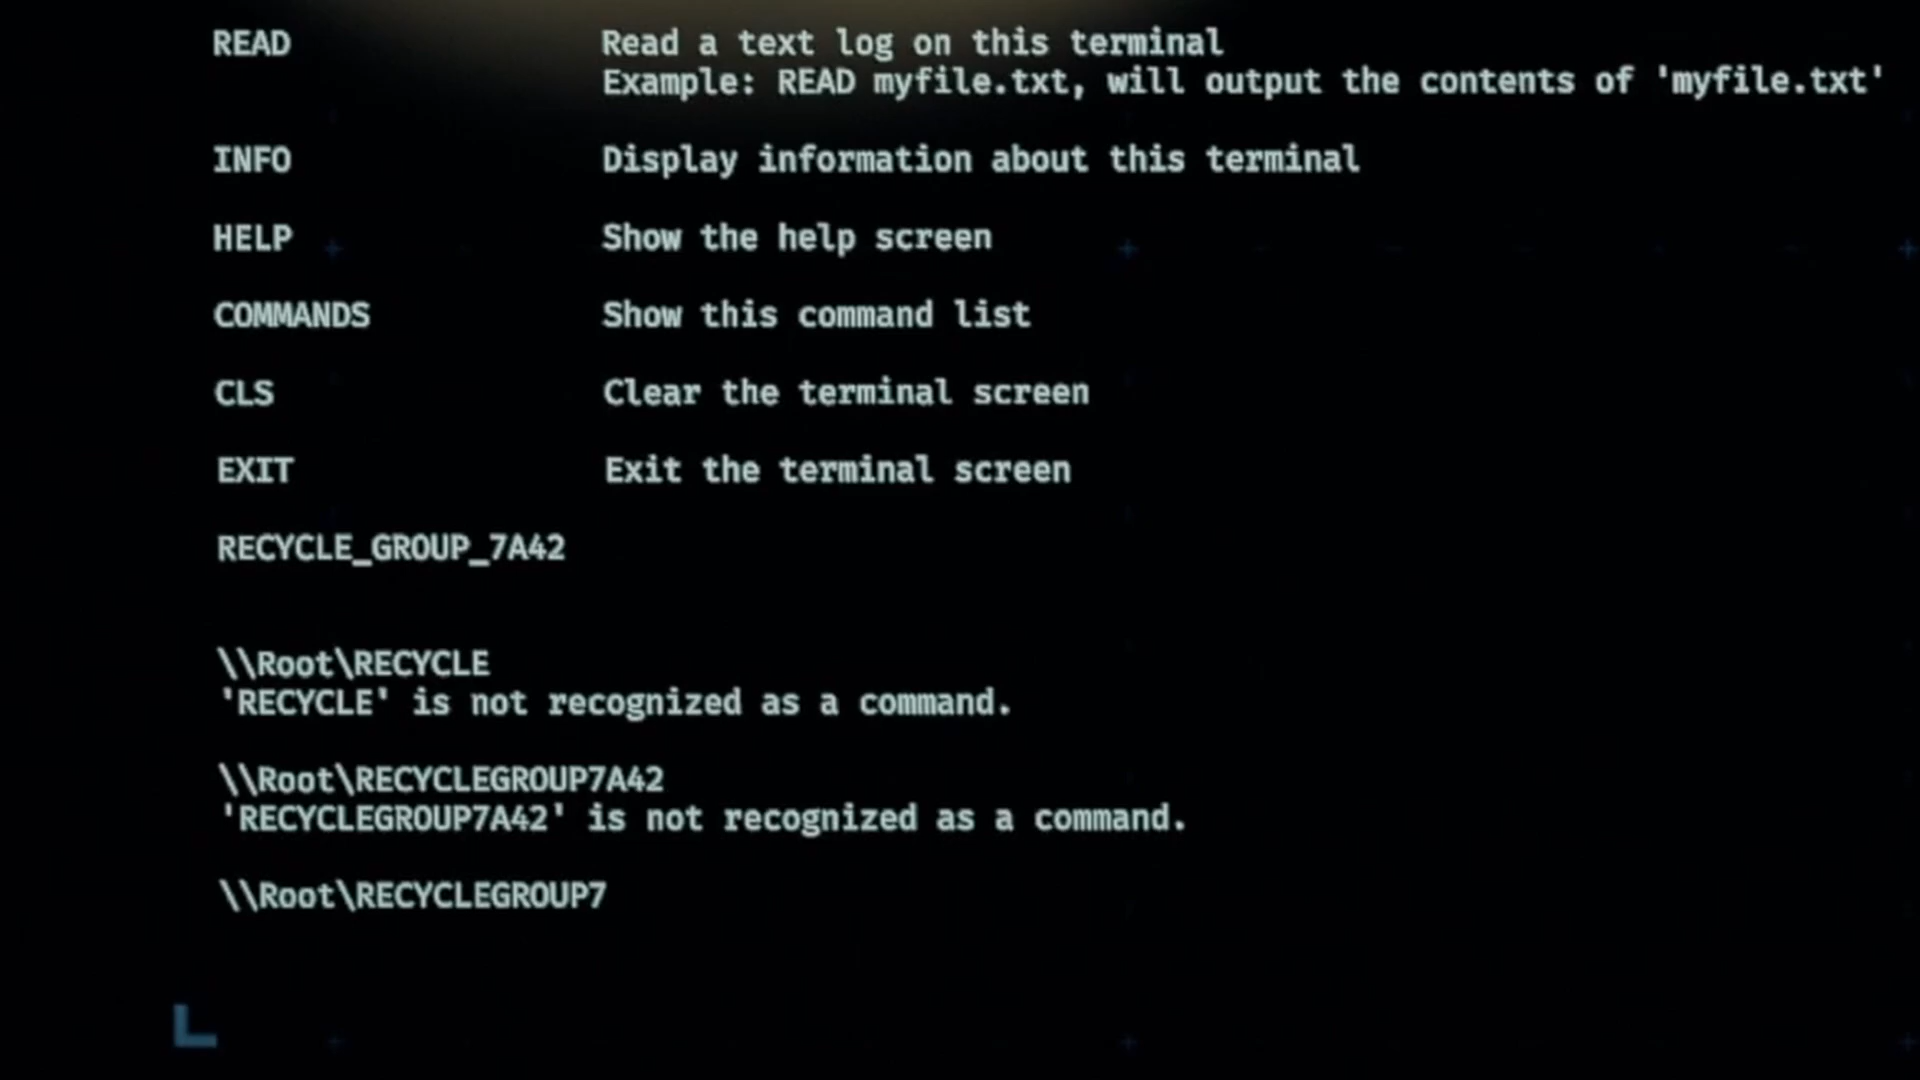 READ Read a text log on this terminal
Example: READ myfile.txt, will output the contents of 'myfile.txt'
INFO Display information about this terminal
HELP Show the help screen
COMMANDS Show this command list
CLS Clear the terminal screen
EXIT Exit the terminal screen
RECYCLE_GROUP_7A42
\\Root\RECYCLE
'RECYCLE' is not recognized as a command.
\\Root\RECYCLEGROUP7A42
'RECYCLEGROUP7A42' is not recognized as a command.
\\Root\RECYCLEGROUP7